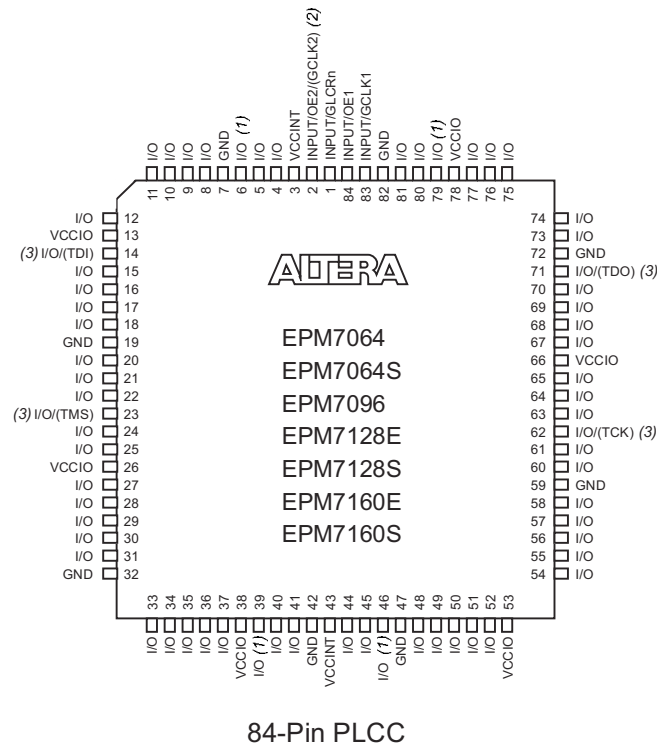 I/O
I/O
I/O
I/O
GND
I/O (1)
I/O
I/O
VCCINT
INPUT/OE2/(GCLK2) (2)
INPUT/GLCRn
INPUT/OE1
INPUT/GCLK1
GND
I/O
I/O
I/O (1)
VCCIO
I/O
I/O
I/O
11 10 9 8 7 6 5 4 3 2 1 84 83 82 81 80 79 78 77 76 75
I/O 12
VCCIO 13
(3) I/O/(TDI) 14
I/O 15
I/O 16
I/O 17
I/O 18
GND 19
I/O 20
I/O 21
I/O 22
(3) I/O/(TMS) 23
I/O 24
I/O 25
VCCIO 26
I/O 27
I/O 28
I/O 29
I/O 30
I/O 31
GND 32
ALTERA
EPM7064
EPM7064S
EPM7096
EPM7128E
EPM7128S
EPM7160E
EPM7160S
74 I/O
73 I/O
72 GND
71 I/O/(TDO) (3)
70 I/O
69 I/O
68 I/O
67 I/O
66 VCCIO
65 I/O
64 I/O
63 I/O
62 I/O/(TCK) (3)
61 I/O
60 I/O
59 GND
58 I/O
57 I/O
56 I/O
55 I/O
54 I/O
33 34 35 36 37 38 39 40 41 42 43 44 45 46 47 48 49 50 51 52 53
I/O
I/O
I/O
I/O
I/O
VCCIO
I/O (1)
I/O
I/O
GND
VCCINT
I/O
I/O
I/O (1)
GND
I/O
I/O
I/O
I/O
I/O
VCCIO
84-Pin PLCC